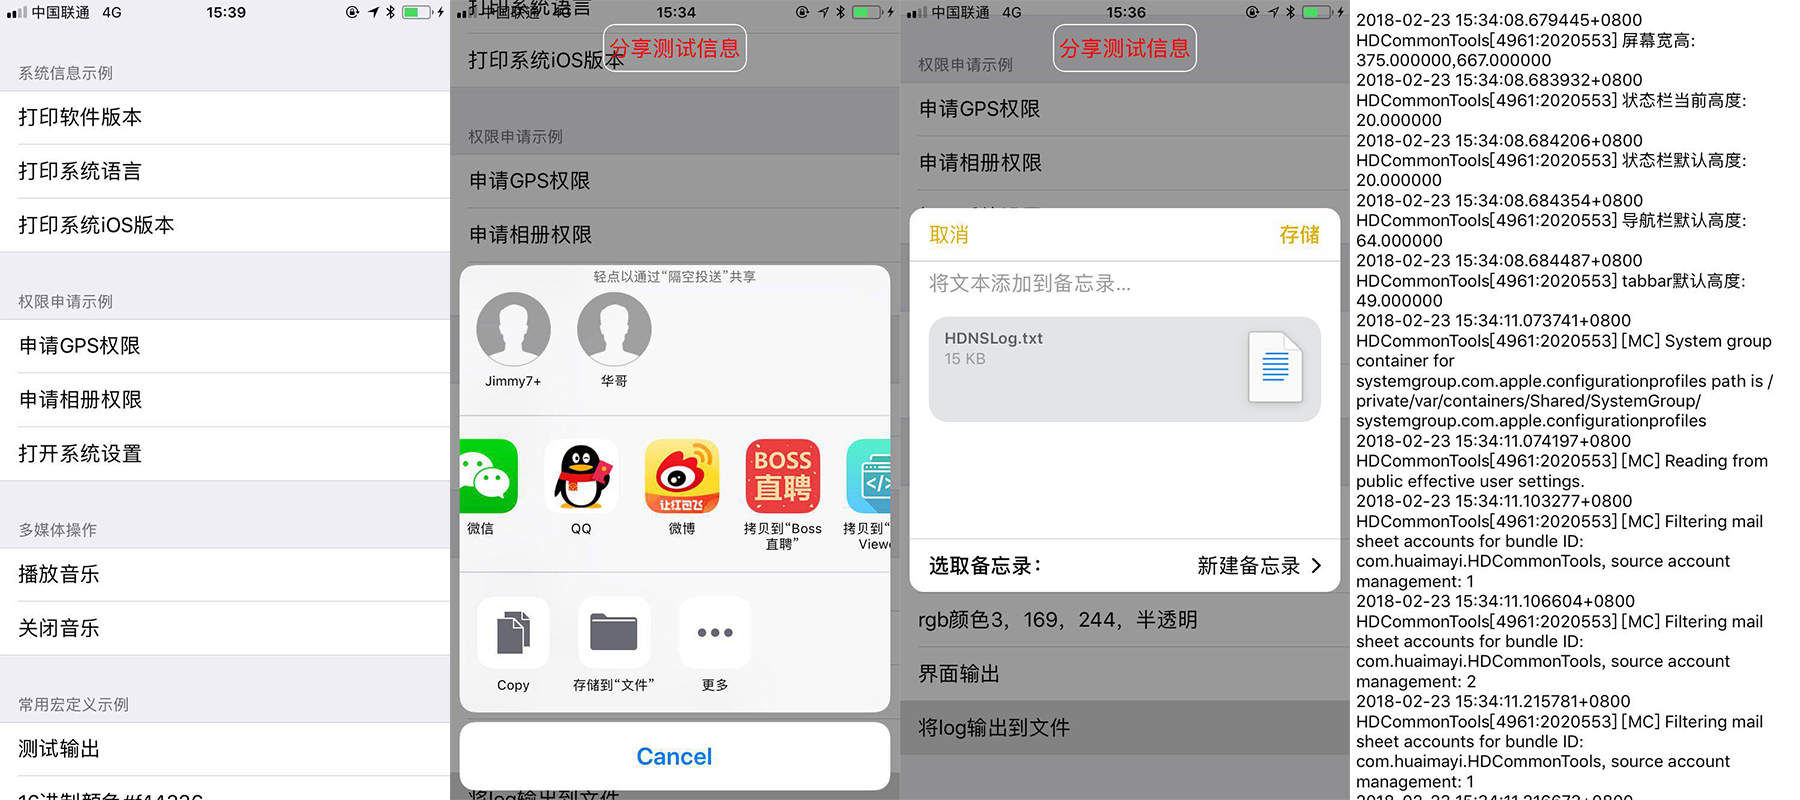 中国联通 4G 15:39
系统信息示例
打印软件版本
打印系统语言
打印系统iOS版本
权限申请示例
申请GPS权限
申请相册权限
打开系统设置
多媒体操作
播放音乐
关闭音乐
常用宏定义示例
测试输出
16进制颜色#f44336
中国联通 4G 15:34
打印系统语言
分享测试信息
打印系统iOS版本
权限申请示例
申请GPS权限
申请相册权限
轻点以通过“隔空投送”共享
Jimmy7+
华哥
BOSS
直聘
让红包飞
微信
QQ
微博
拷贝到“Boss
直聘”
拷贝到“
View
Copy
存储到“文件”
更多
Cancel
将log输出到文件
中国联通 4G 15:36
分享测试信息
权限申请示例
申请GPS权限
申请相册权限
取消
存储
将文本添加到备忘录...
HDNSLog.txt
15 KB
选取备忘录：
新建备忘录
rgb颜色3，169，244，半透明
界面输出
将log输出到文件
2018-02-23 15:34:08.679445+0800
HDCommonTools[4961:2020553] 屏幕宽高:
375.000000,667.000000
2018-02-23 15:34:08.683932+0800
HDCommonTools[4961:2020553] 状态栏当前高度:
20.000000
2018-02-23 15:34:08.684206+0800
HDCommonTools[4961:2020553] 状态栏默认高度:
20.000000
2018-02-23 15:34:08.684354+0800
HDCommonTools[4961:2020553] 导航栏默认高度:
64.000000
2018-02-23 15:34:08.684487+0800
HDCommonTools[4961:2020553] tabbar默认高度:
49.000000
2018-02-23 15:34:11.073741+0800
HDCommonTools[4961:2020553] [MC] System group
container for
systemgroup.com.apple.configurationprofiles path is /
private/var/containers/Shared/SystemGroup/
systemgroup.com.apple.configurationprofiles
2018-02-23 15:34:11.074197+0800
HDCommonTools[4961:2020553] [MC] Reading from
public effective user settings.
2018-02-23 15:34:11.103277+0800
HDCommonTools[4961:2020553] [MC] Filtering mail
sheet accounts for bundle ID:
com.huaimayi.HDCommonTools, source account
management: 1
2018-02-23 15:34:11.106604+0800
HDCommonTools[4961:2020553] [MC] Filtering mail
sheet accounts for bundle ID:
com.huaimayi.HDCommonTools, source account
management: 2
2018-02-23 15:34:11.215781+0800
HDCommonTools[4961:2020553] [MC] Filtering mail
sheet accounts for bundle ID:
com.huaimayi.HDCommonTools, source account
management: 1